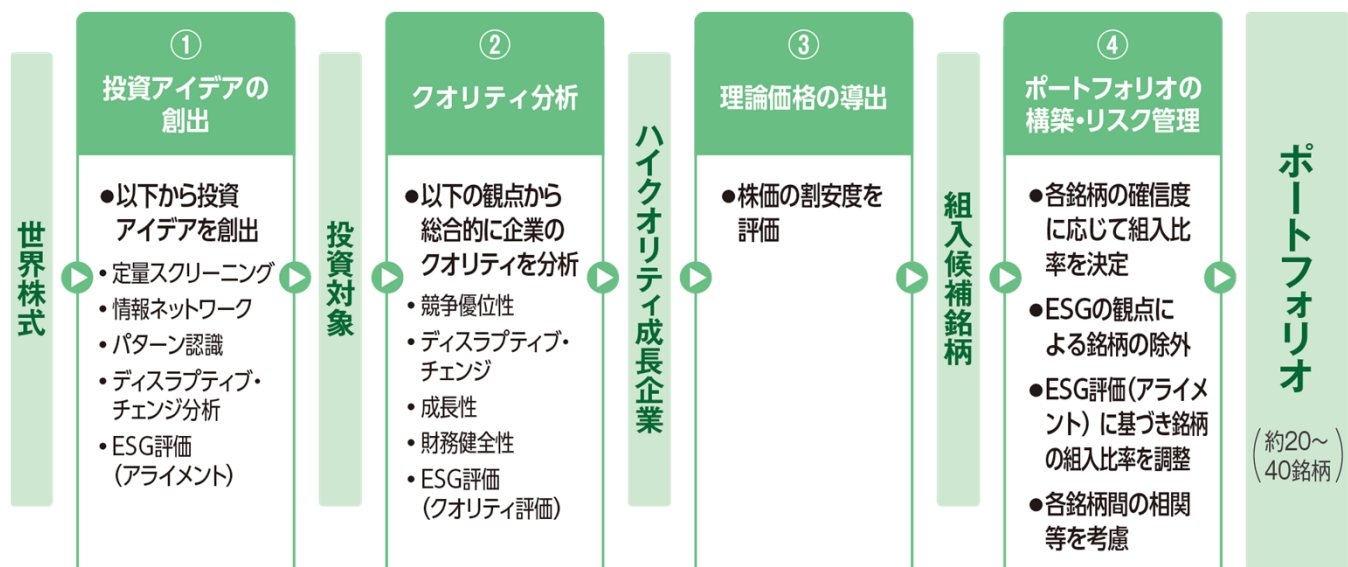 世界株式
①
投資アイデアの
創出
●以下から投資
アイデアを創出
・定量スクリーニング
・情報ネットワーク
・パターン認識
・ディスラプティブ・
チェンジ分析
・ESG評価
（アライメント）
投資対象
②
クオリティ分析
●以下の観点から
総合的に企業の
クオリティを分析
・競争優位性
・ディスラプティブ・
チェンジ
・成長性
・財務健全性
・ESG評価
（クオリティ評価）
ハイクオリティ成長企業
③
理論価格の導出
●株価の割安度を
評価
組入候補銘柄
④
ポートフォリオの
構築・リスク管理
●各銘柄の確信度
に応じて組入比
率を決定
●ESGの観点に
よる銘柄の除外
●ESG評価（アライメ
ント）に基づき銘柄
の組入比率を調整
●各銘柄間の相関
等を考慮
ポートフォリオ
（約20～
40銘柄）